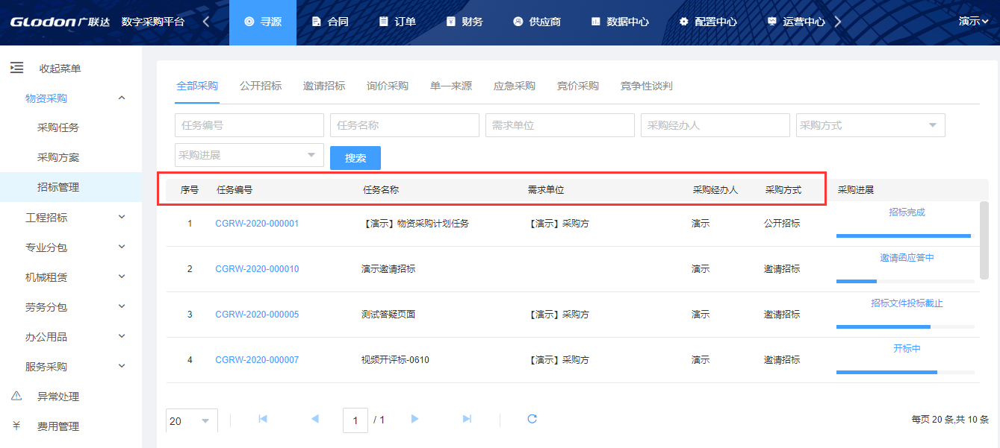 GLodon广联达 数字采购平台 寻源 合同 订单 财务 供应商 数据中心 配置中心 运营中心 演示
收起菜单
物资采购
采购任务
采购方案
招标管理
工程招标
专业分包
机械租赁
劳务分包
办公用品
服务采购
异常处理
费用管理
全部采购 公开招标 邀请招标 询价采购 单一来源 应急采购 竞价采购 竞争性谈判
任务编号 任务名称 需求单位 采购经办人 采购方式
采购进展 搜索
序号 任务编号 任务名称 需求单位 采购经办人 采购方式 采购进展
1 CGRW-2020-000001 【演示】物资采购计划任务 【演示】采购方 演示 公开招标 招标完成
2 CGRW-2020-000010 演示邀请招标 演示 邀请招标 邀请函应答中
3 CGRW-2020-000005 测试答疑页面 【演示】采购方 演示 邀请招标 招标文件投标截止
4 CGRW-2020-000007 视频开评标-0610 【演示】采购方 演示 邀请招标 开标中
20 1 / 1 每页 20 条,共 10 条